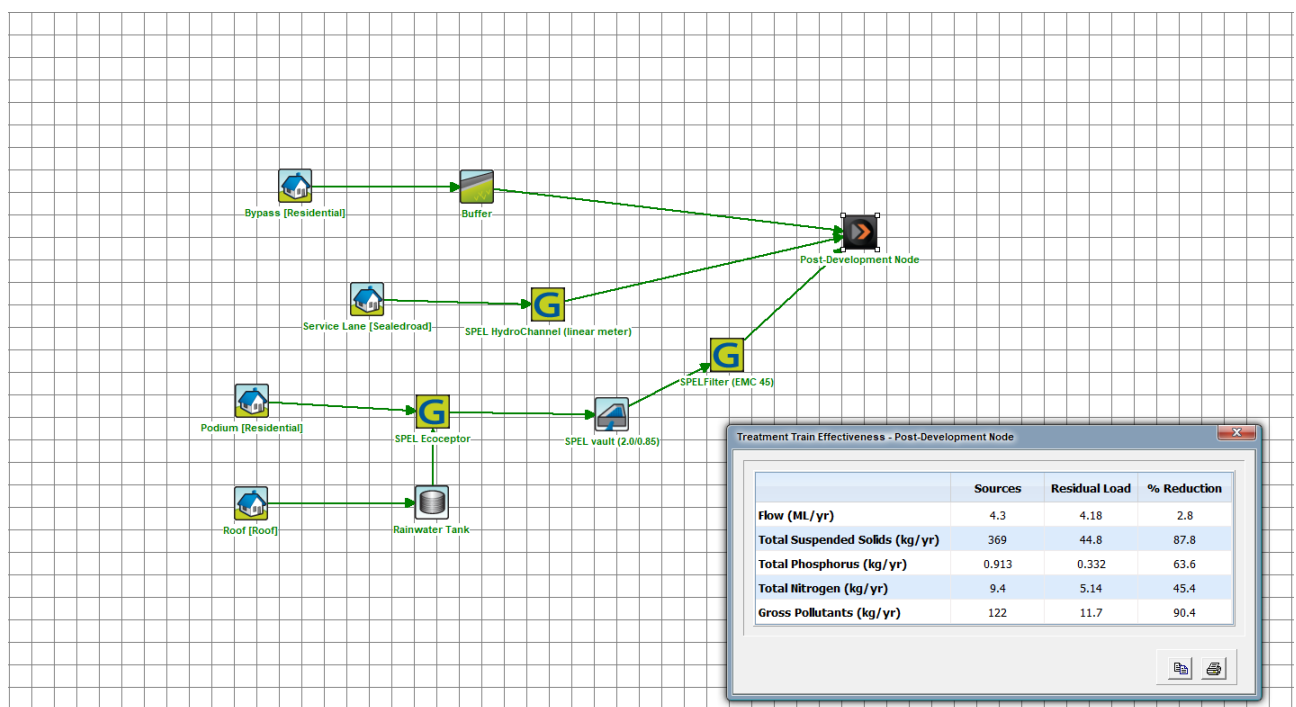 Bypass [Residential]
Buffer
Post-Development Node
Service Lane [Sealedroad]
G
SPEL HydroChannel (linear meter)
G
SPELFilter (EMC 45)
Podium [Residential]
G
SPEL Ecoceptor
SPEL vault (2.0/0.85)
Roof [Roof]
Rainwater Tank
Treatment Train Effectiveness - Post-Development Node
Sources Residual Load % Reduction
Flow (ML/yr) 4.3 4.18 2.8
Total Suspended Solids (kg/yr) 369 44.8 87.8
Total Phosphorus (kg/yr) 0.913 0.332 63.6
Total Nitrogen (kg/yr) 9.4 5.14 45.4
Gross Pollutants (kg/yr) 122 11.7 90.4